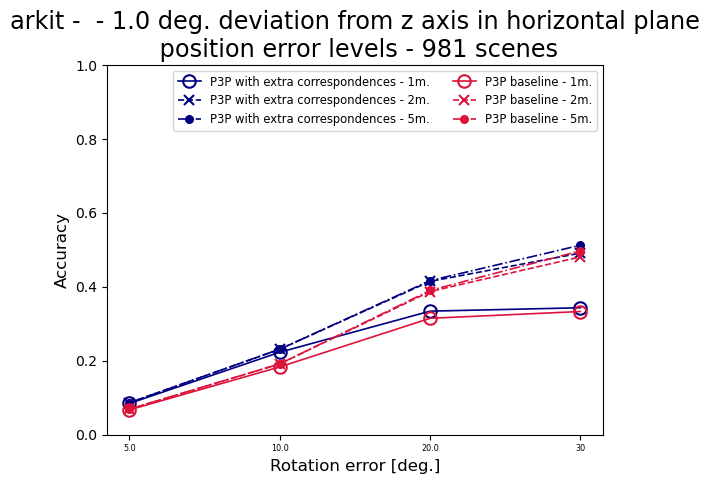 arkit -  - 1.0 deg. deviation from z axis in horizontal plane
position error levels - 981 scenes
P3P with extra correspondences - 1m.
P3P with extra correspondences - 2m.
P3P with extra correspondences - 5m.
P3P baseline - 1m.
P3P baseline - 2m.
P3P baseline - 5m.
Accuracy
1.0
0.8
0.6
0.4
0.2
0.0
5.0
10.0
20.0
30
Rotation error [deg.]